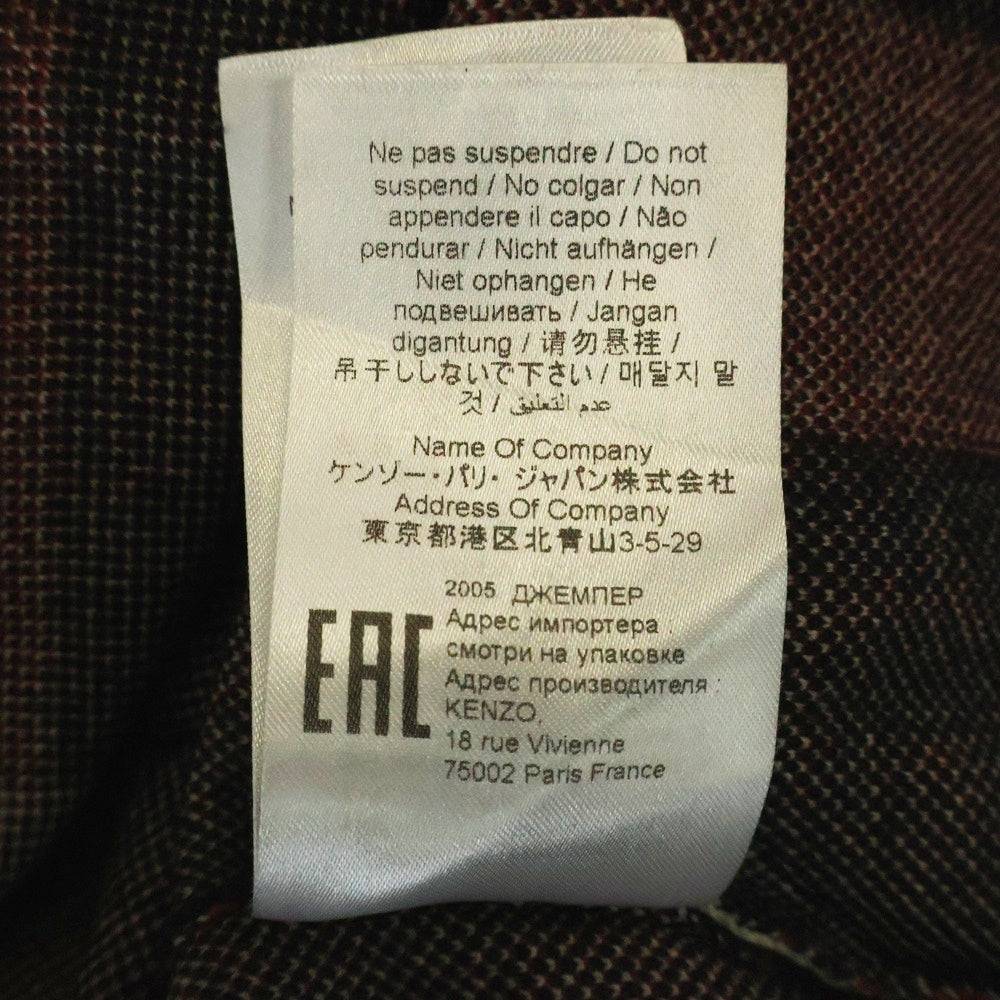 Ne pas suspendre / Do not
suspend / No colgar / Non
appendere il capo / Não
pendurar / Nicht aufhängen /
Niet ophangen / Не
подвешивать / Jangan
digantung / 请勿悬挂 /
吊干ししないで下さい / 매달지 말
것 / عدم التعليق
Name Of Company
ケンゾー・パリ・ジャパン株式会社
Address Of Company
東京都港区北青山3-5-29
EAC
2005 ДЖЕМПЕР
Адрес импортера :
смотри на упаковке
Адрес производителя :
KENZO,
18 rue Vivienne
75002 Paris France